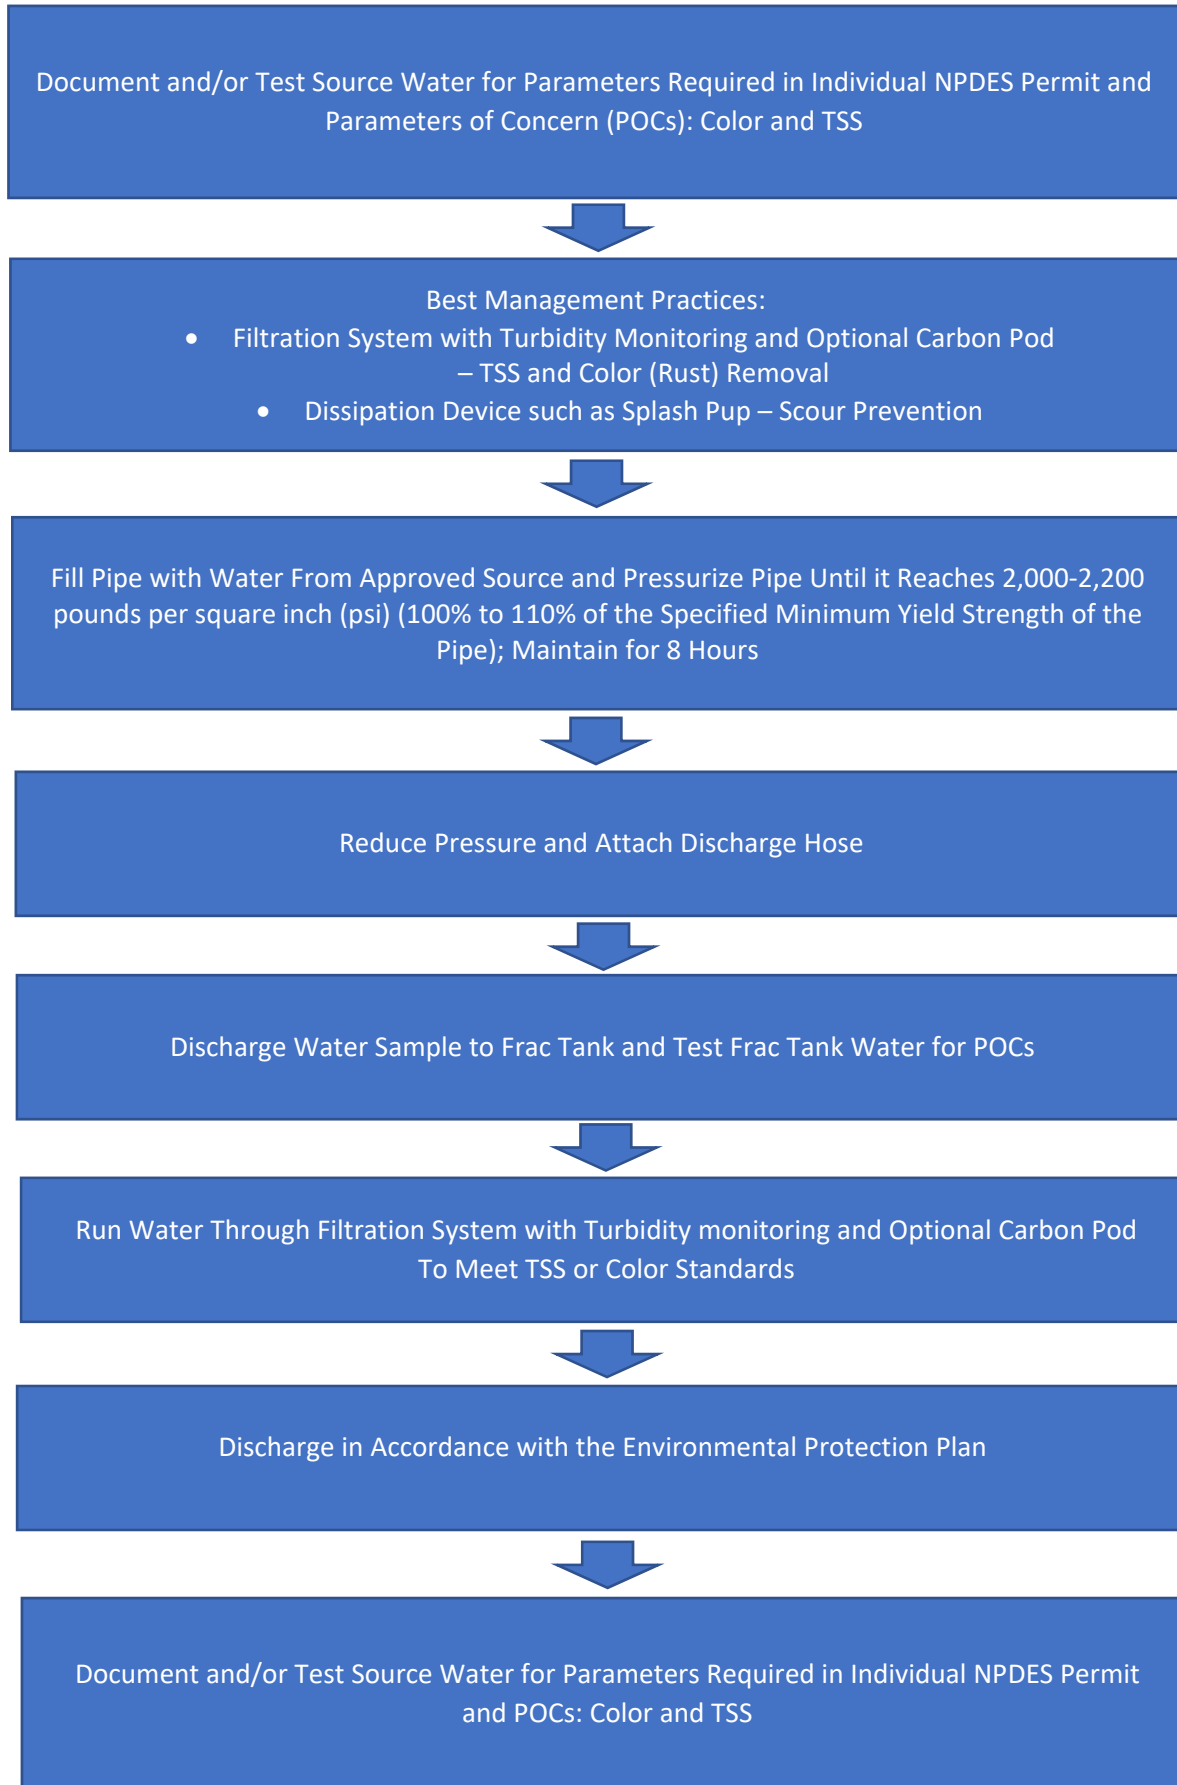 Document and/or Test Source Water for Parameters Required in Individual NPDES Permit and
Parameters of Concern (POCs): Color and TSS
Best Management Practices:
• Filtration System with Turbidity Monitoring and Optional Carbon Pod
– TSS and Color (Rust) Removal
• Dissipation Device such as Splash Pup – Scour Prevention
Fill Pipe with Water From Approved Source and Pressurize Pipe Until it Reaches 2,000-2,200
pounds per square inch (psi) (100% to 110% of the Specified Minimum Yield Strength of the
Pipe); Maintain for 8 Hours
Reduce Pressure and Attach Discharge Hose
Discharge Water Sample to Frac Tank and Test Frac Tank Water for POCs
Run Water Through Filtration System with Turbidity monitoring and Optional Carbon Pod
To Meet TSS or Color Standards
Discharge in Accordance with the Environmental Protection Plan
Document and/or Test Source Water for Parameters Required in Individual NPDES Permit
and POCs: Color and TSS